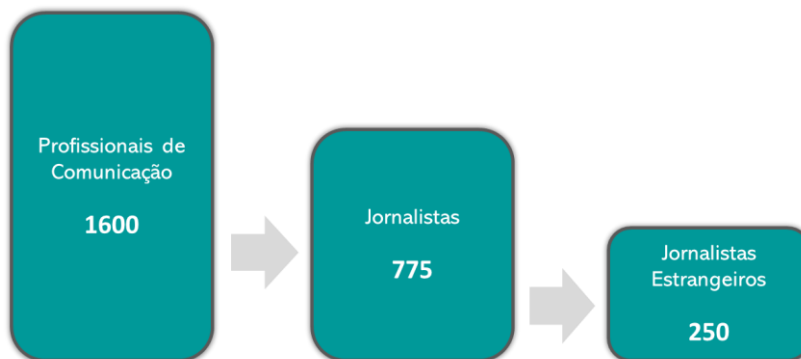 Profissionais de
Comunicação
1600
Jornalistas
775
Jornalistas
Estrangeiros
250